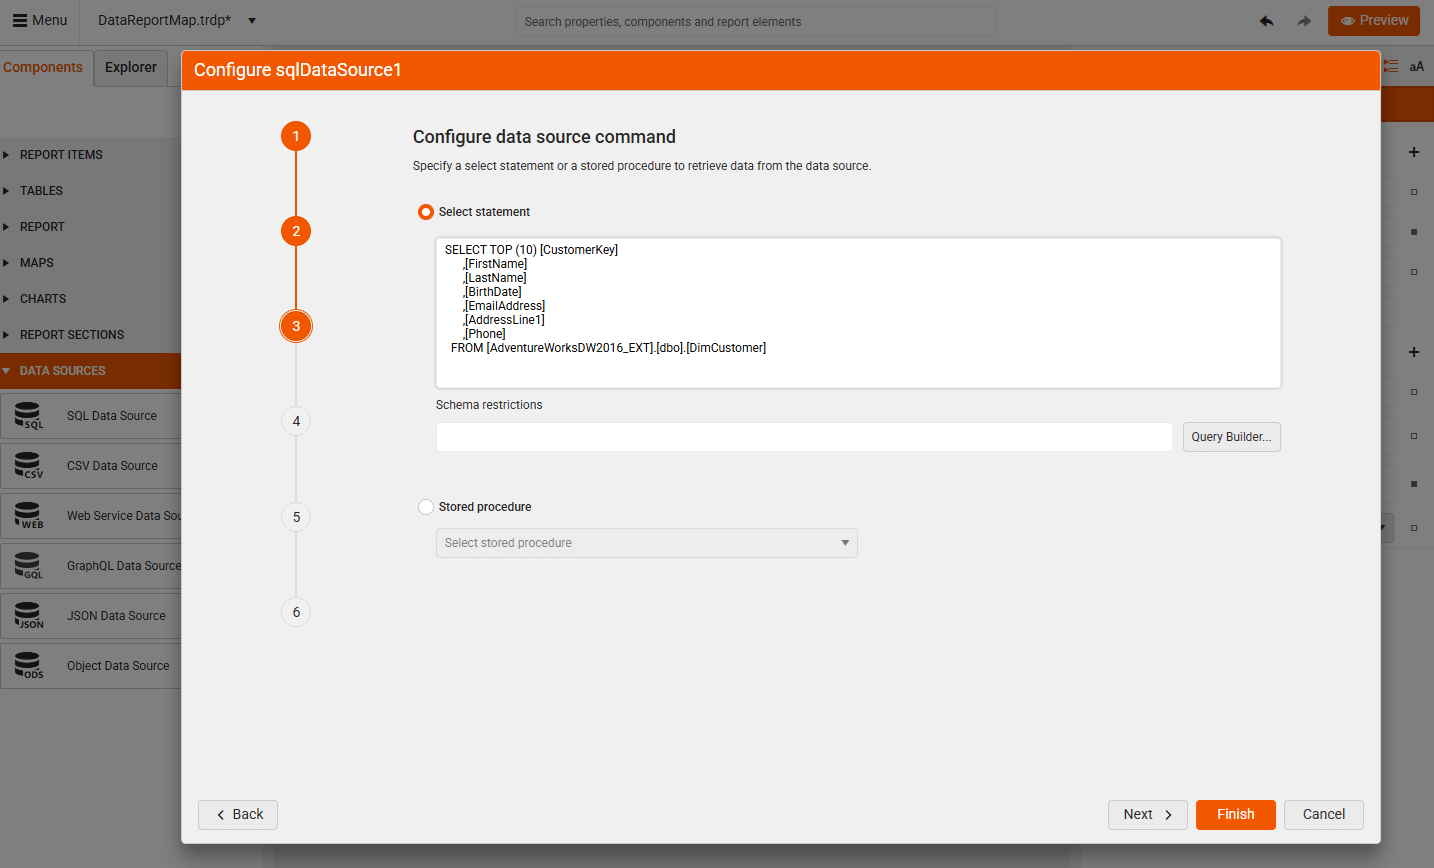 Menu
DataReportMap.trdp*
Search properties, components and report elements
Preview
Components
Explorer
aA
Configure sqlDataSource1
REPORT ITEMS
TABLES
REPORT
MAPS
CHARTS
REPORT SECTIONS
DATA SOURCES
SQL
SQL Data Source
CSV
CSV Data Source
WEB
Web Service Data Sou
GQL
GraphQL Data Source
JSON
JSON Data Source
ODS
Object Data Source
1
2
3
4
5
6
Configure data source command
Specify a select statement or a stored procedure to retrieve data from the data source.
Select statement
SELECT TOP (10) [CustomerKey]
,[FirstName]
,[LastName]
,[BirthDate]
,[EmailAddress]
,[AddressLine1]
,[Phone]
FROM [AdventureWorksDW2016_EXT].[dbo].[DimCustomer]
Schema restrictions
Query Builder...
Stored procedure
Select stored procedure
Back
Next
Finish
Cancel